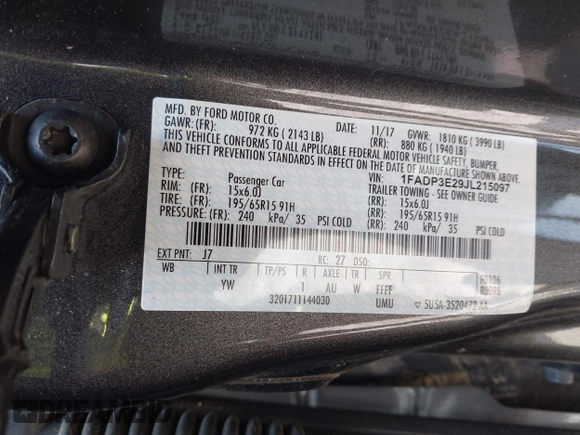 MFD. BY FORD MOTOR CO.
DATE: 11/17 GVWR: 1810 KG ( 3990 LB)
GAWR: (FR): 972 KG ( 2143 LB) (RR): 880 KG ( 1940 LB)
THIS VEHICLE CONFORMS TO ALL APPLICABLE FEDERAL MOTOR VEHICLE SAFETY, BUMPER,
AND THEFT PREVENTION STANDARDS IN EFFECT ON THE DATE OF MANUFACTURE SHOWN ABOVE.
VIN: 1FADP3E29JL215097
TYPE: Passenger Car TRAILER TOWING - SEE OWNER GUIDE
RIM: (FR): 15x6.0J (RR): 15x6.0J
TIRE: (FR): 195/65R15 91H (RR): 195/65R15 91H
PRESSURE: (FR): 240 kPa/ 35 PSI (RR): 240 kPa/ 35
EXT PNT: J7 RC: 27 DSO:
WB INT TR TP/PS R AXLE TR SPR
YW 1 AU W FFFF
3201711144030 UMU